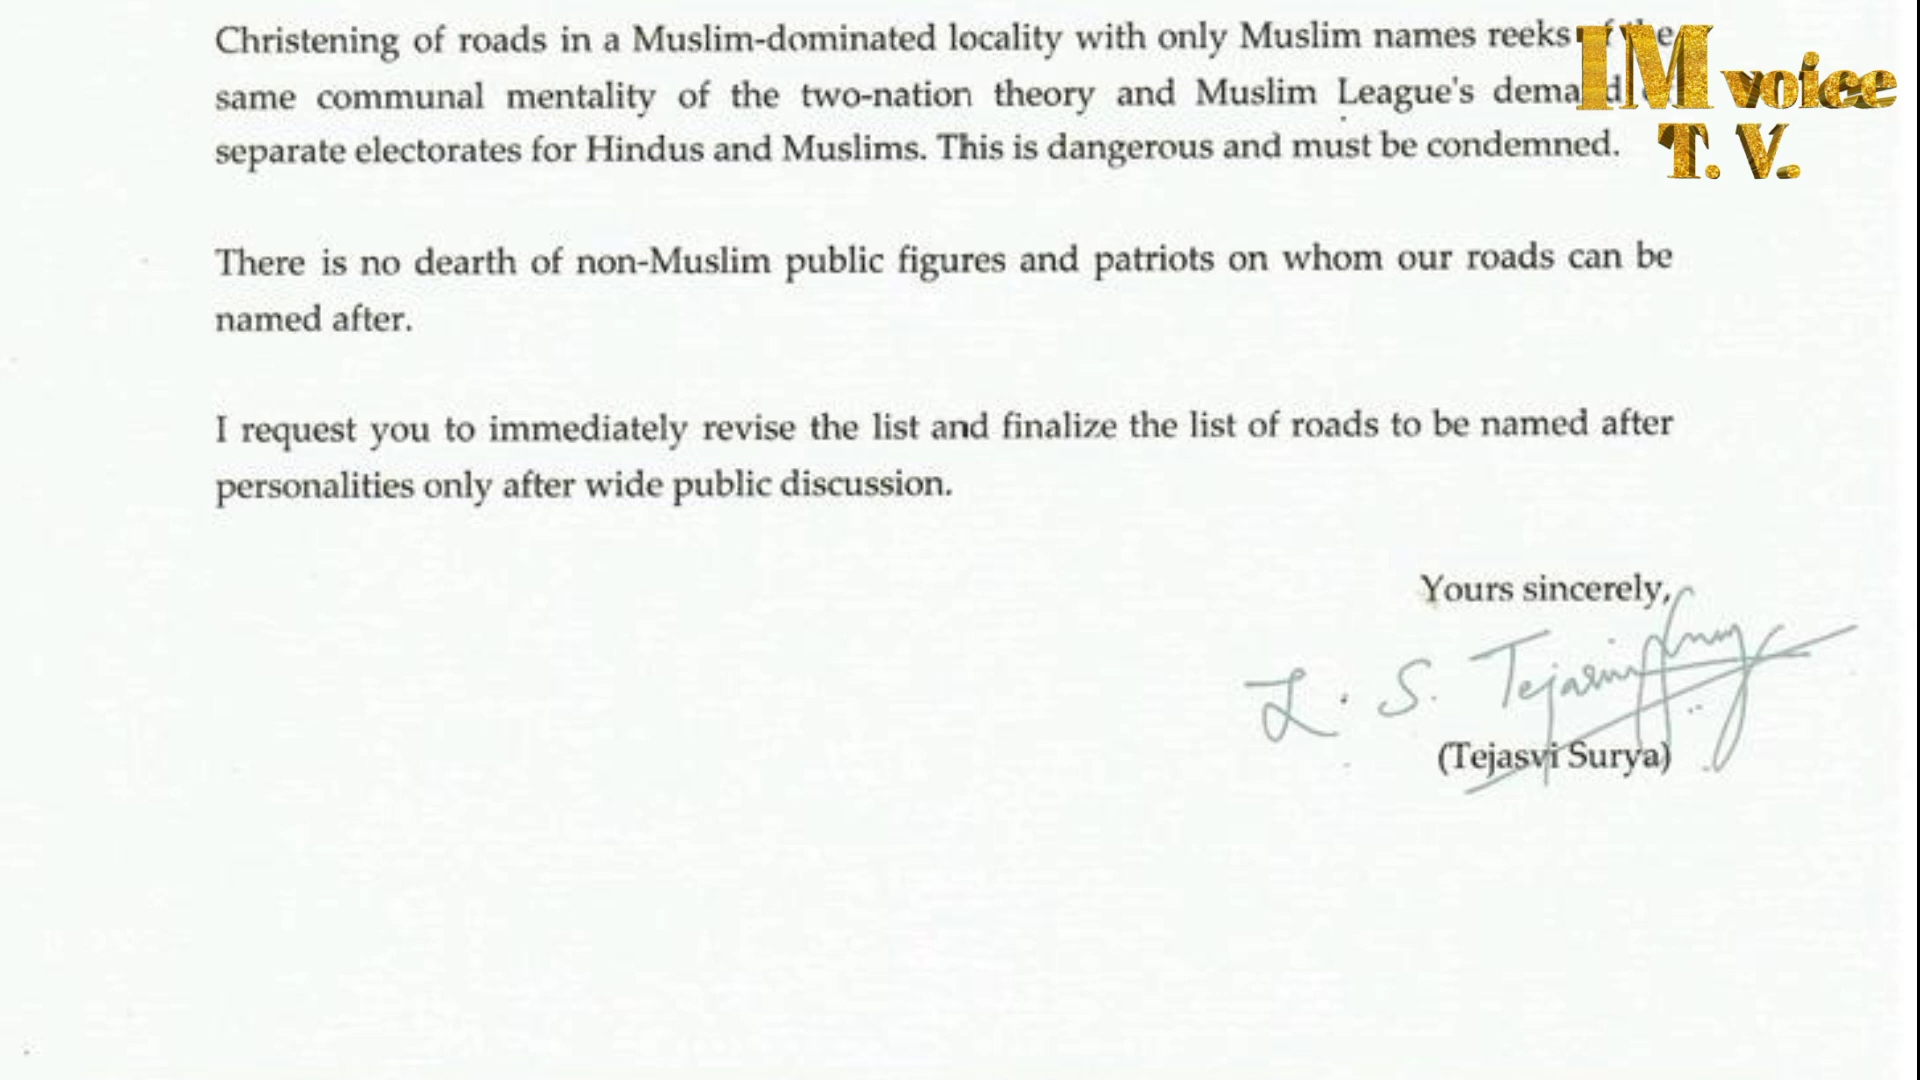 Christening of roads in a Muslim-dominated locality with only Muslim names reeks
same communal mentality of the two-nation theory and Muslim League's demand
separate electorates for Hindus and Muslims. This is dangerous and must be condemned.
There is no dearth of non-Muslim public figures and patriots on whom our roads can be
named after.
I request you to immediately revise the list and finalize the list of roads to be named after
personalities only after wide public discussion.
Yours sincerely,
L. S. Tejasvi Surya
(Tejasvi Surya)
IM voice
T. V.